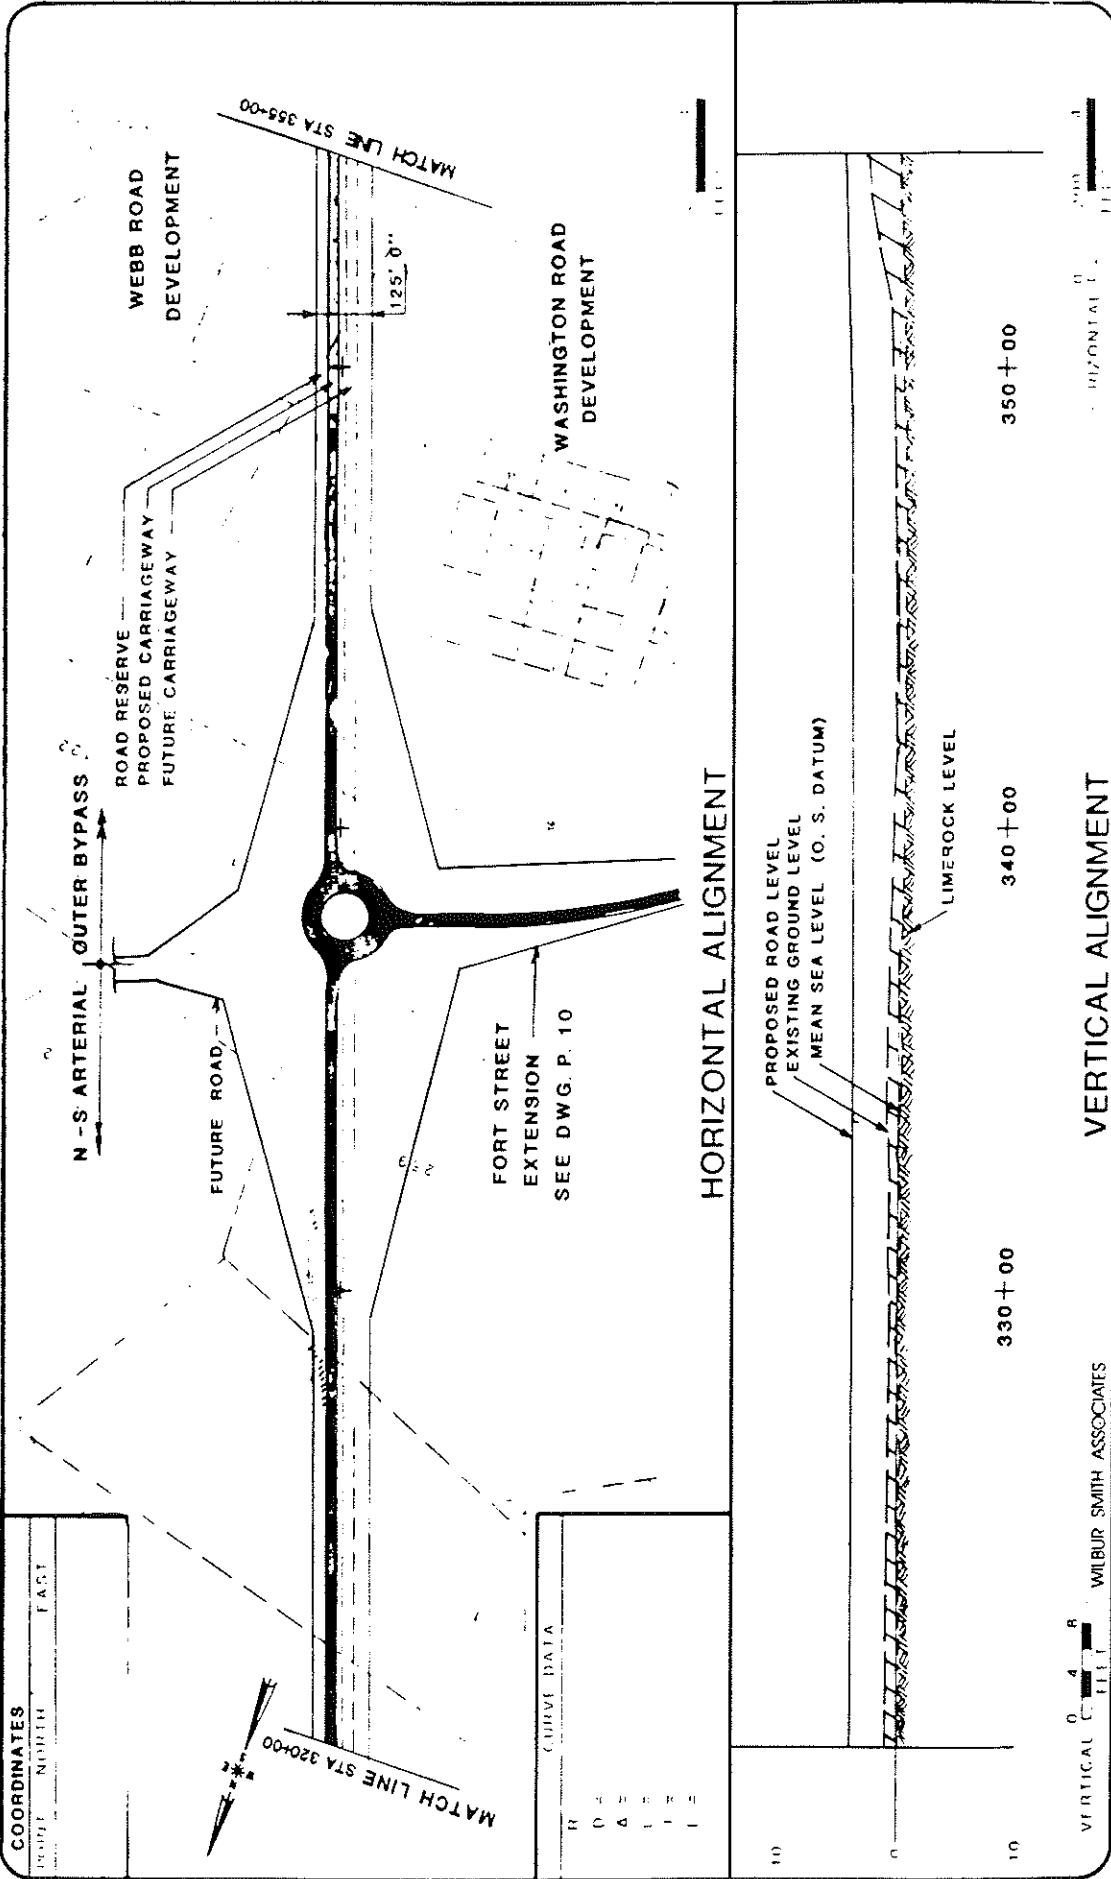 COORDINATES
POINT NORTH EAST
N-S ARTERIAL OUTER BYPASS
WEBB ROAD
DEVELOPMENT
ROAD RESERVE
PROPOSED CARRIAGEWAY
FUTURE CARRIAGEWAY
FUTURE ROAD
MATCH LINE STA 320+00
MATCH LINE STA 355+00
125' 0"
FORT STREET
EXTENSION
SEE DWG. P. 10
WASHINGTON ROAD
DEVELOPMENT
CURVE DATA
R
D =
Δ =
HORIZONTAL ALIGNMENT
PROPOSED ROAD LEVEL
EXISTING GROUND LEVEL
MEAN SEA LEVEL (O. S. DATUM)
LIMEROCK LEVEL
10
0
10
330+00
340+00
350+00
VERTICAL 0 4 8
FEET
WILBUR SMITH ASSOCIATES
VERTICAL ALIGNMENT